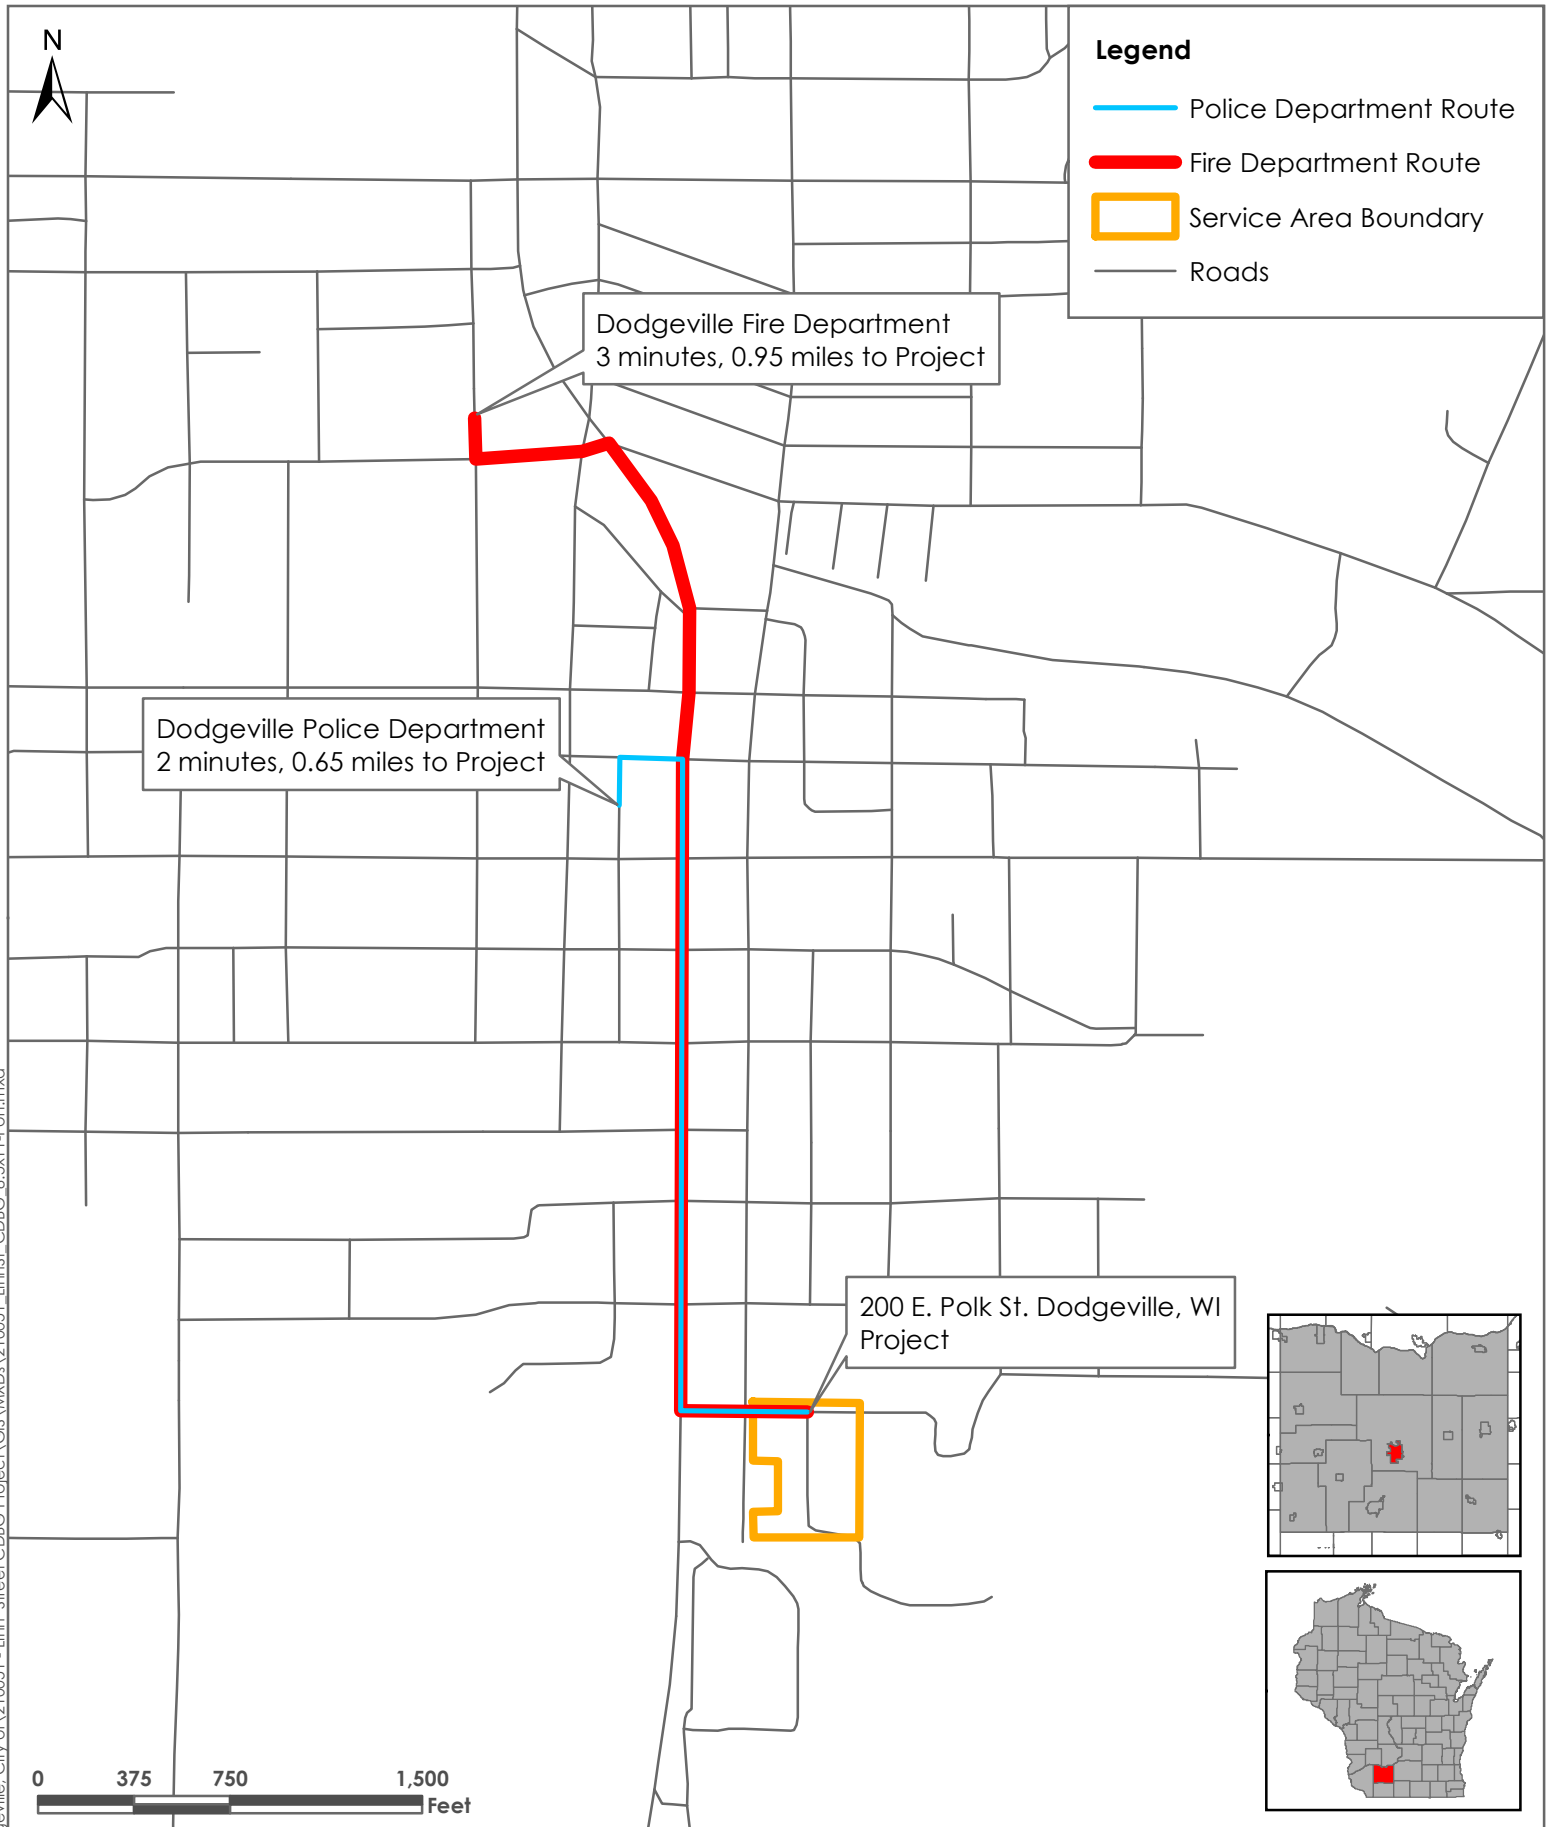 N
Legend
Police Department Route
Fire Department Route
Service Area Boundary
Roads
Dodgeville Fire Department
3 minutes, 0.95 miles to Project
Dodgeville Police Department
2 minutes, 0.65 miles to Project
200 E. Polk St. Dodgeville, WI
Project
0 375 750 1,500
Feet